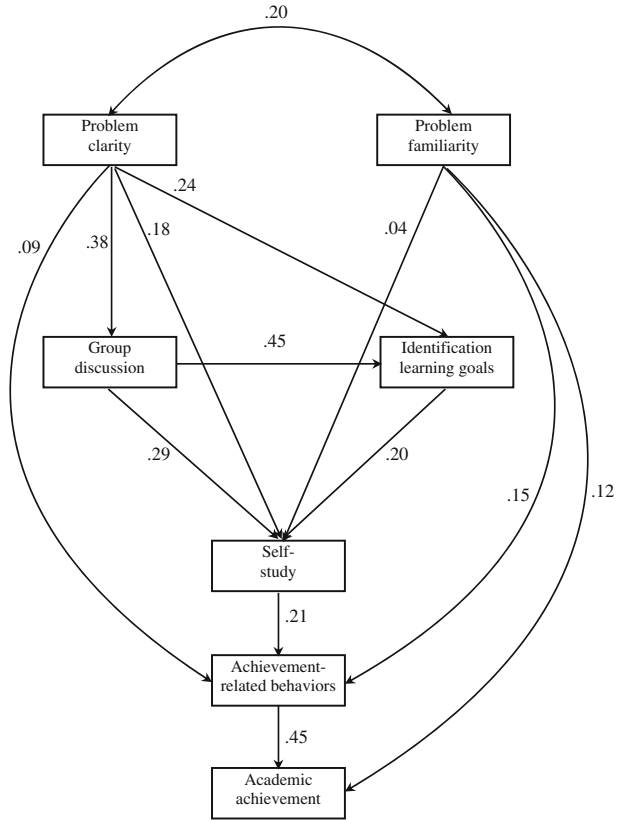 .20
Problem
clarity
Problem
familiarity
.24
.09
.38
.18
.04
Group
discussion
.45
Identification
learning goals
.29
.20
.15
.12
Self-
study
.21
Achievement-
related behaviors
.45
Academic
achievement